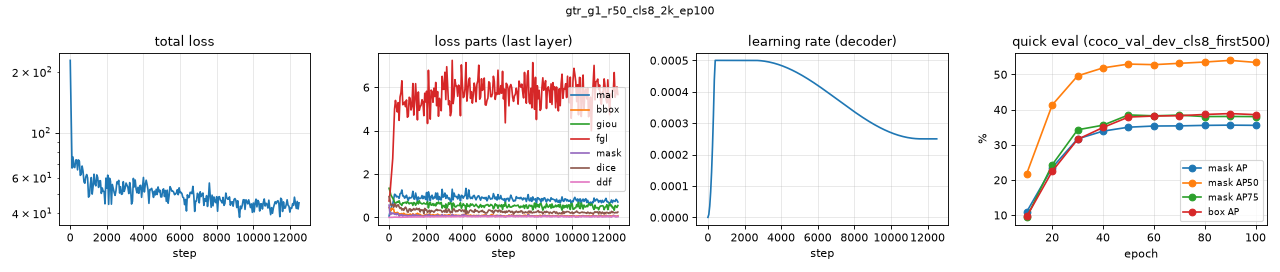 gtr_g1_r50_cls8_2k_ep100
total loss
2 × 10²
10²
6 × 10¹
4 × 10¹
0 2000 4000 6000 8000 10000 12000
step
loss parts (last layer)
6
4
2
0
mal
bbox
giou
fgl
mask
dice
ddf
0 2000 4000 6000 8000 10000 12000
step
learning rate (decoder)
0.0005
0.0004
0.0003
0.0002
0.0001
0.0000
0 2000 4000 6000 8000 10000 12000
step
quick eval (coco_val_dev_cls8_first500)
%
50
40
30
20
10
mask AP
mask AP50
mask AP75
box AP
20 40 60 80 100
epoch